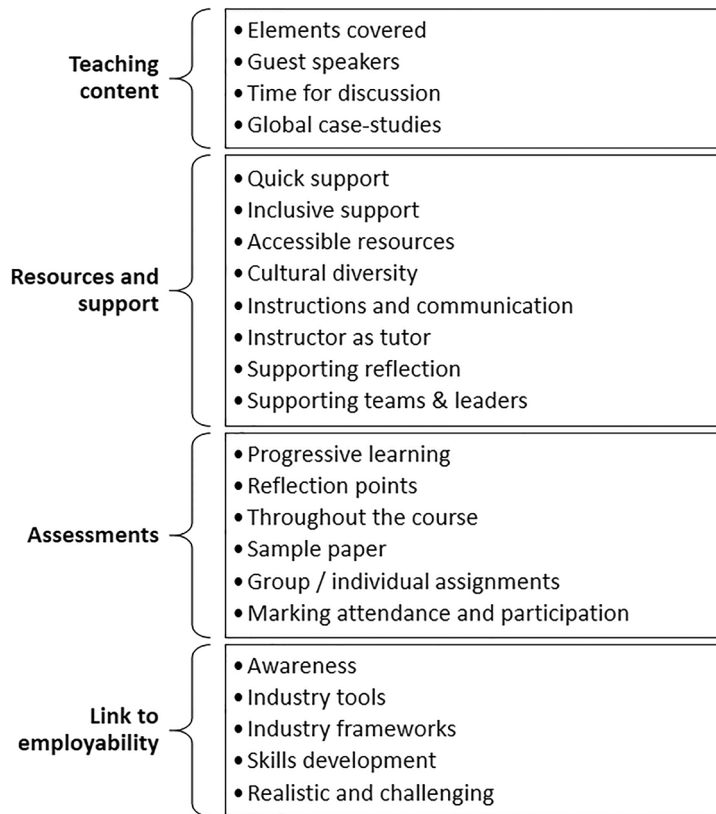 Teaching
content
• Elements covered
• Guest speakers
• Time for discussion
• Global case-studies
Resources and
support
• Quick support
• Inclusive support
• Accessible resources
• Cultural diversity
• Instructions and communication
• Instructor as tutor
• Supporting reflection
• Supporting teams & leaders
Assessments
• Progressive learning
• Reflection points
• Throughout the course
• Sample paper
• Group / individual assignments
• Marking attendance and participation
Link to
employability
• Awareness
• Industry tools
• Industry frameworks
• Skills development
• Realistic and challenging